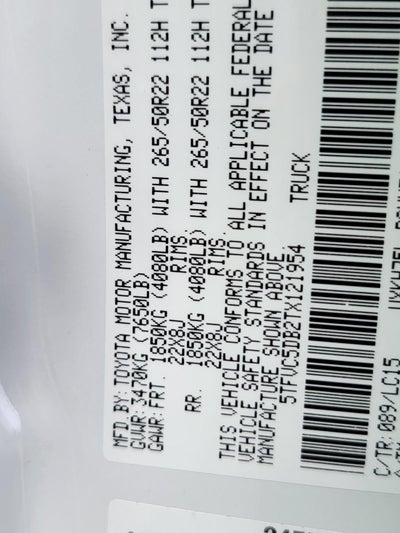 MFD. BY: TOYOTA MOTOR MANUFACTURING, TEXAS, INC.
GVWR: 3470KG (7650LB)
GAWR: FRT. 1850KG (4080LB) WITH 265/50R22 112H T
22X8J RIMS.
RR. 1850KG (4080LB) WITH 265/50R22 112H T
22X8J RIMS.
THIS VEHICLE CONFORMS TO ALL APPLICABLE FEDERAL
VEHICLE SAFETY STANDARDS IN EFFECT ON THE DATE
MANUFACTURE SHOWN ABOVE.
5TFVC5DB2TX121954 TRUCK
C/TR: 089/LC15